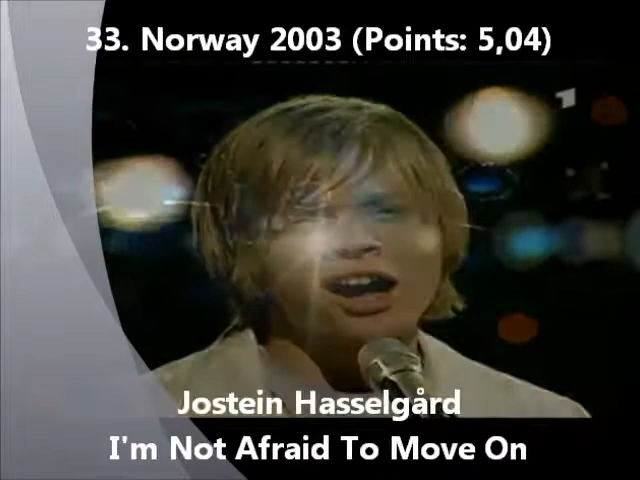 33. Norway 2003 (Points: 5,04)
Jostein Hasselgård
I'm Not Afraid To Move On